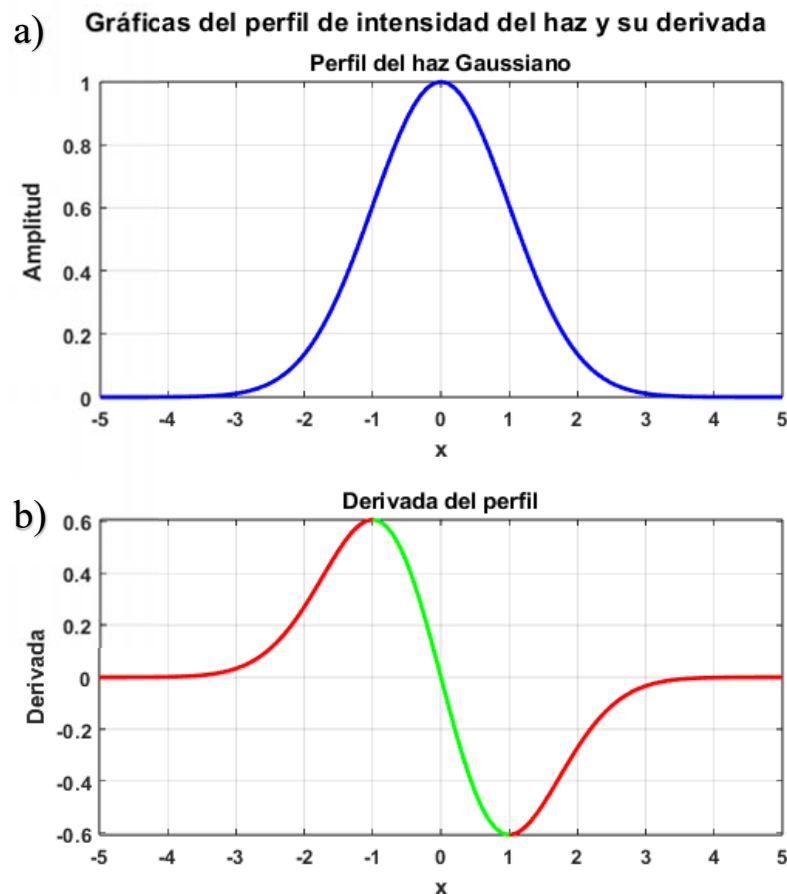 a) Gráficas del perfil de intensidad del haz y su derivada
Perfil del haz Gaussiano
Amplitud
1
0.8
0.6
0.4
0.2
0
-5 -4 -3 -2 -1 0 1 2 3 4 5
x
b)
Derivada del perfil
Derivada
0.6
0.4
0.2
0
-0.2
-0.4
-0.6
-5 -4 -3 -2 -1 0 1 2 3 4 5
x